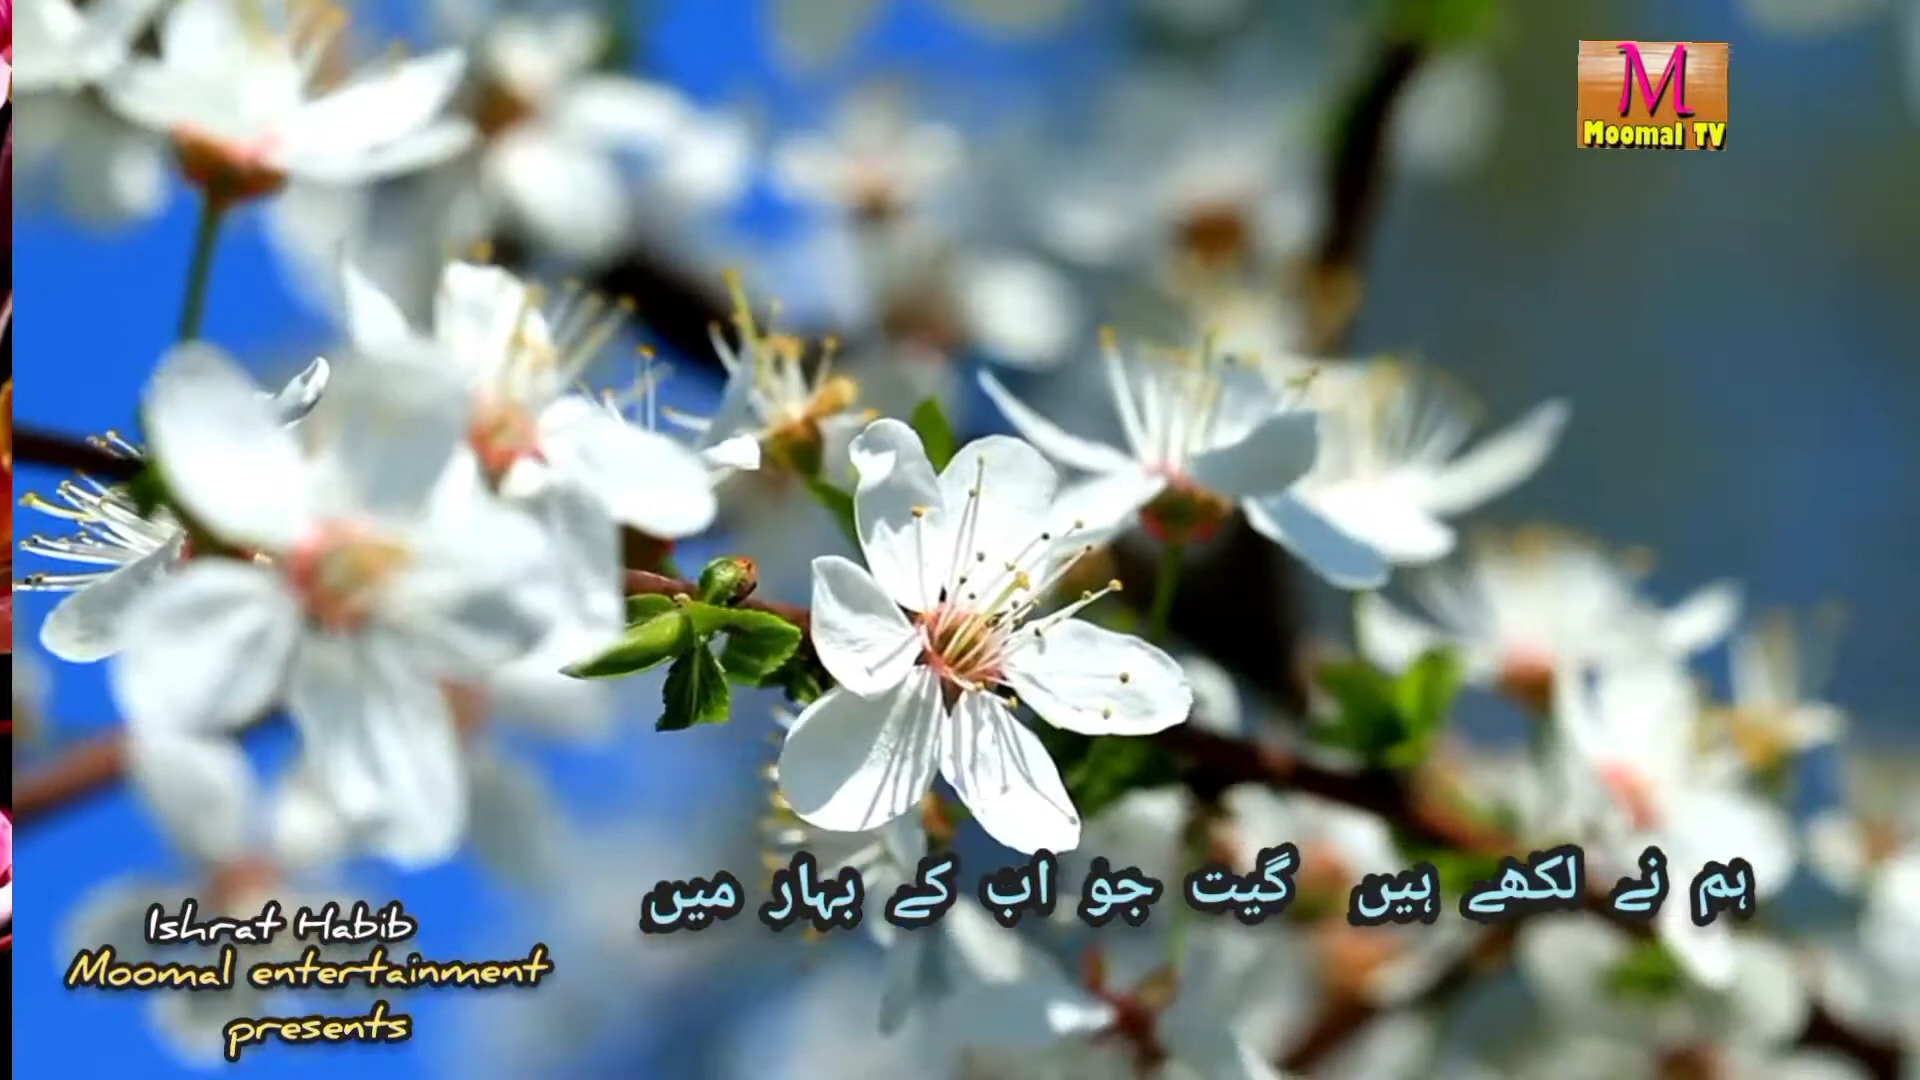 M
Moomal TV
ہم نے لکھے ہیں گیت جو اب کے بہار میں
Ishrat Habib
Moomal entertainment
presents